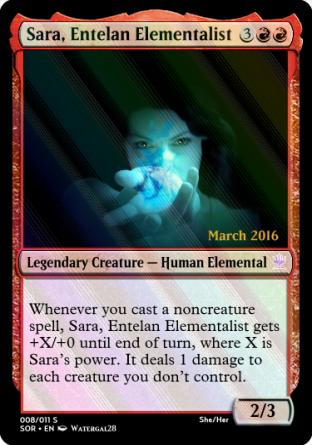 Sara, Entelan Elementalist 3
March 2016
Legendary Creature — Human Elemental
Whenever you cast a noncreature
spell, Sara, Entelan Elementalist gets
+X/+0 until end of turn, where X is
Sara's power. It deals 1 damage to
each creature you don't control.
2/3
008/011 S She/Her
SOR • EN Watergal28